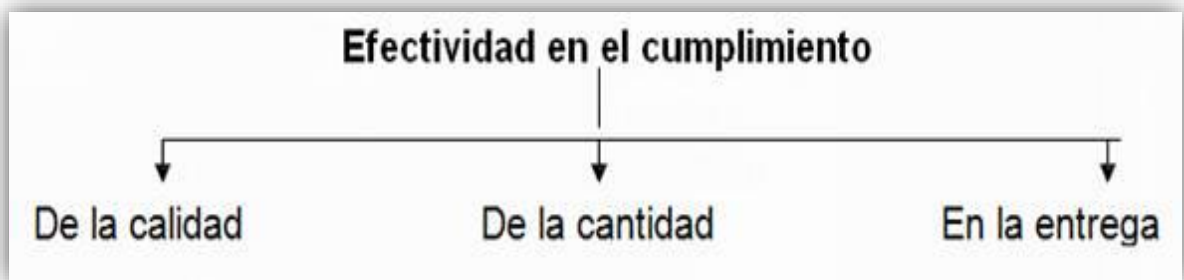 Efectividad en el cumplimiento
De la calidad De la cantidad En la entrega